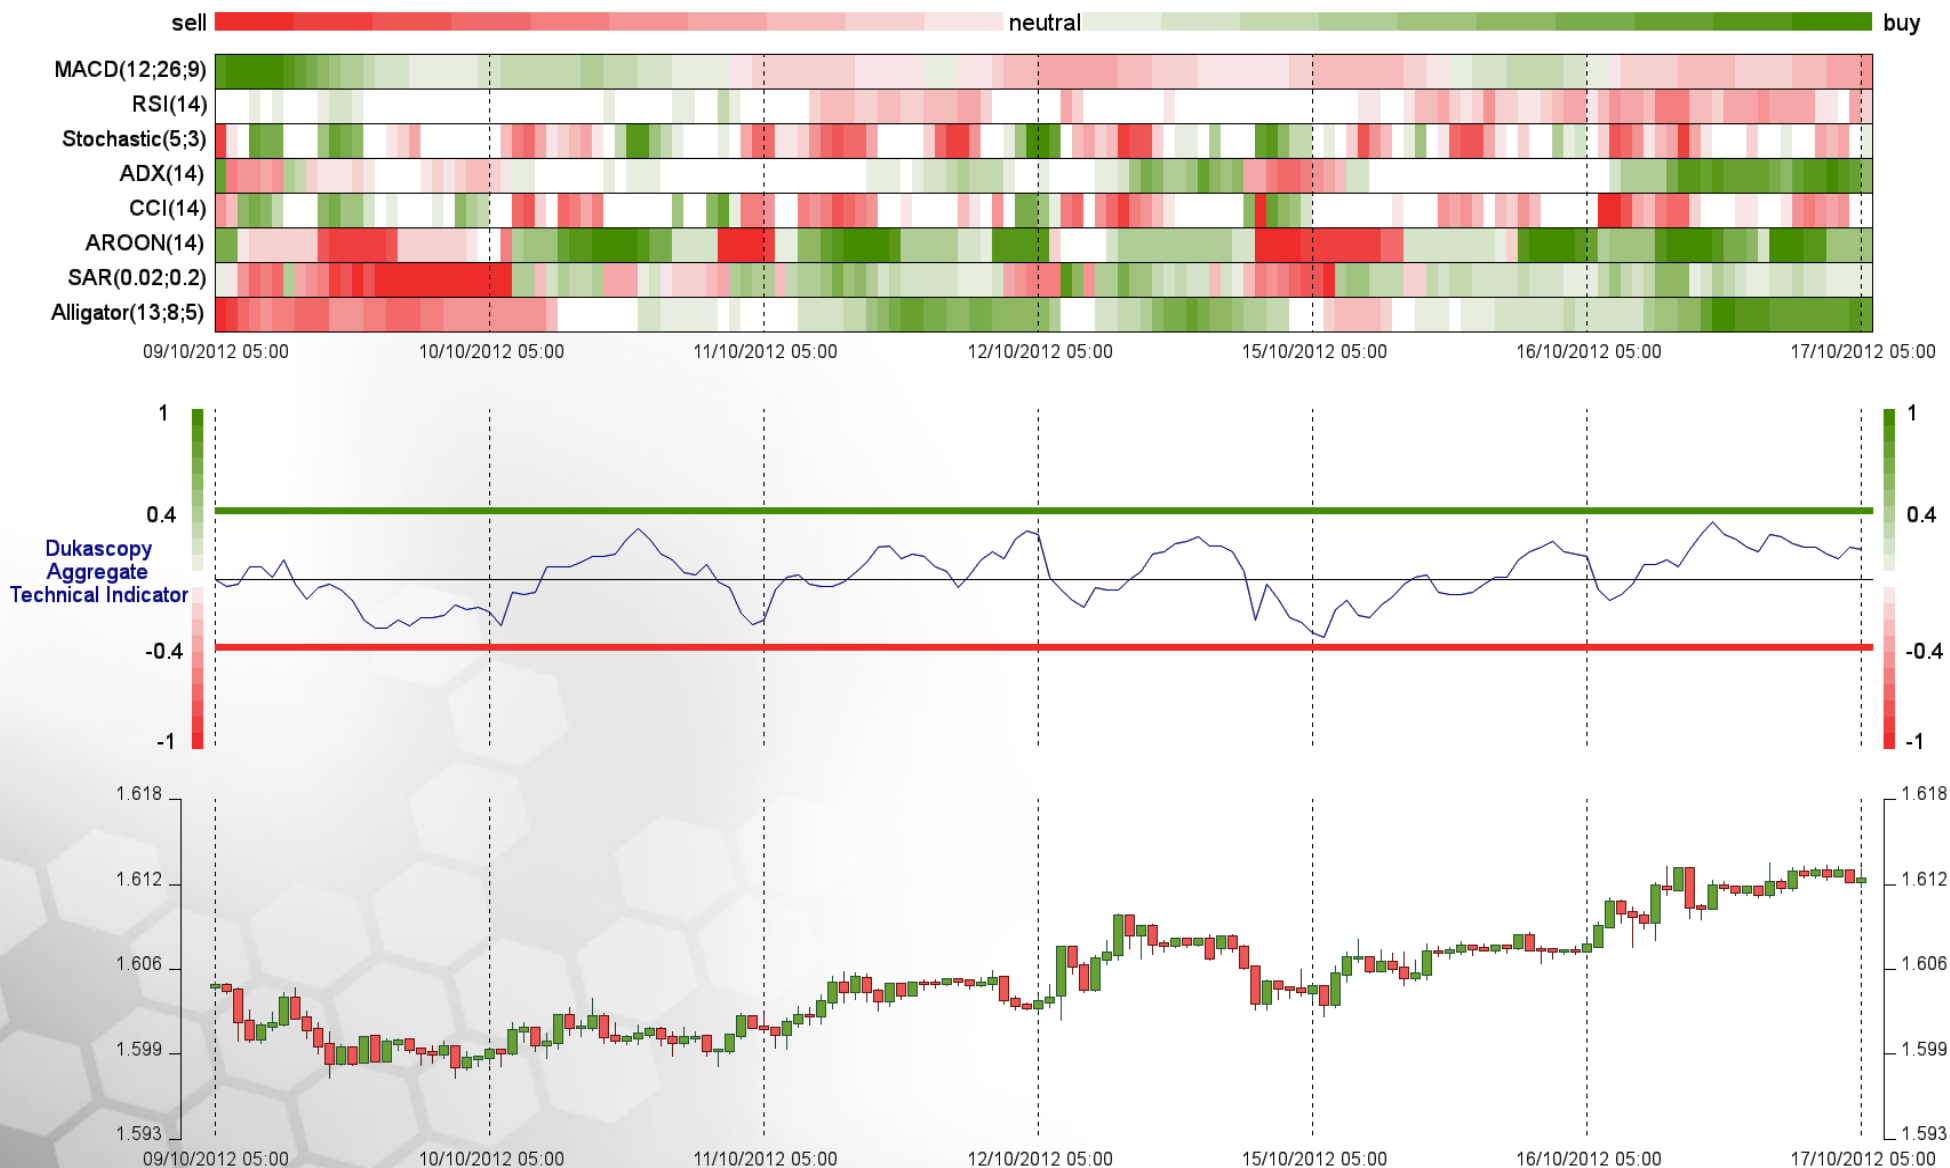 sell neutral buy
MACD(12;26;9)
RSI(14)
Stochastic(5;3)
ADX(14)
CCI(14)
AROON(14)
SAR(0.02;0.2)
Alligator(13;8;5)
09/10/2012 05:00 10/10/2012 05:00 11/10/2012 05:00 12/10/2012 05:00 15/10/2012 05:00 16/10/2012 05:00 17/10/2012 05:00
1 1
0.4 0.4
Dukascopy
Aggregate
Technical Indicator
-0.4 -0.4
-1 -1
1.618 1.618
1.612 1.612
1.606 1.606
1.599 1.599
1.593 1.593
09/10/2012 05:00 10/10/2012 05:00 11/10/2012 05:00 12/10/2012 05:00 15/10/2012 05:00 16/10/2012 05:00 17/10/2012 05:00